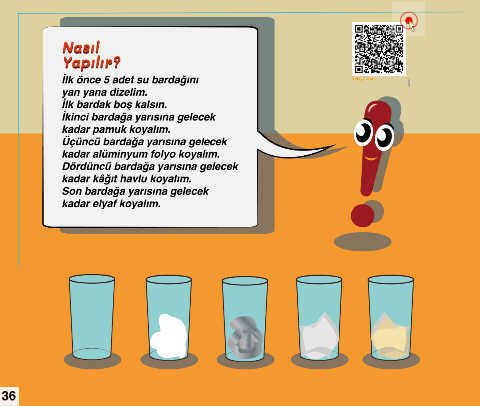 Nasıl
Yapılır?
İlk önce 5 adet su bardağını
yan yana dizelim.
İlk bardak boş kalsın.
İkinci bardağa yarısına gelecek
kadar pamuk koyalım.
Üçüncü bardağa yarısına gelecek
kadar alüminyum folyo koyalım.
Dördüncü bardağa yarısına gelecek
kadar kâğıt havlu koyalım.
Son bardağa yarısına gelecek
kadar elyaf koyalım.
36